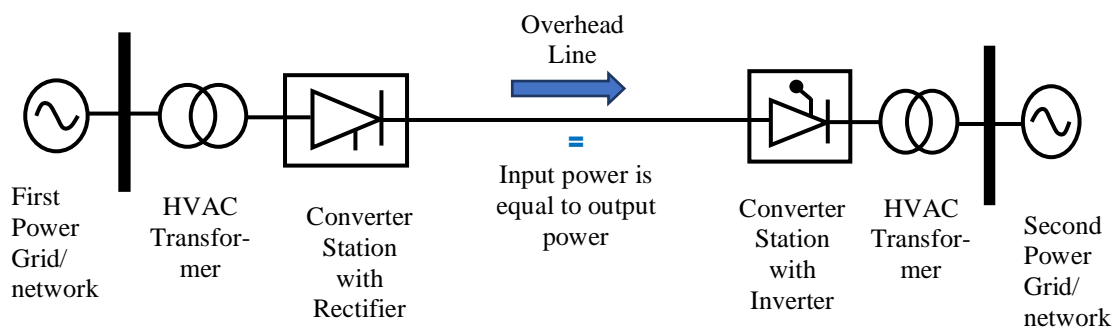 Overhead
Line
=
Input power is
equal to output
power
First
Power
Grid/
network
HVAC
Transfor-
mer
Converter
Station
with
Rectifier
Converter
Station
with
Inverter
HVAC
Transfor-
mer
Second
Power
Grid/
network